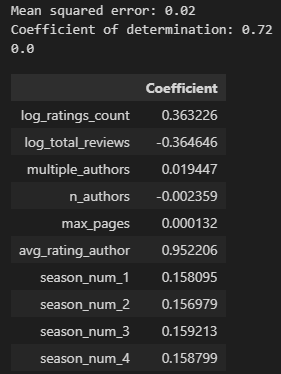 Mean squared error: 0.02
Coefficient of determination: 0.72
0.0
Coefficient
log_ratings_count 0.363226
log_total_reviews -0.364646
multiple_authors 0.019447
n_authors -0.002359
max_pages 0.000132
avg_rating_author 0.952206
season_num_1 0.158095
season_num_2 0.156979
season_num_3 0.159213
season_num_4 0.158799